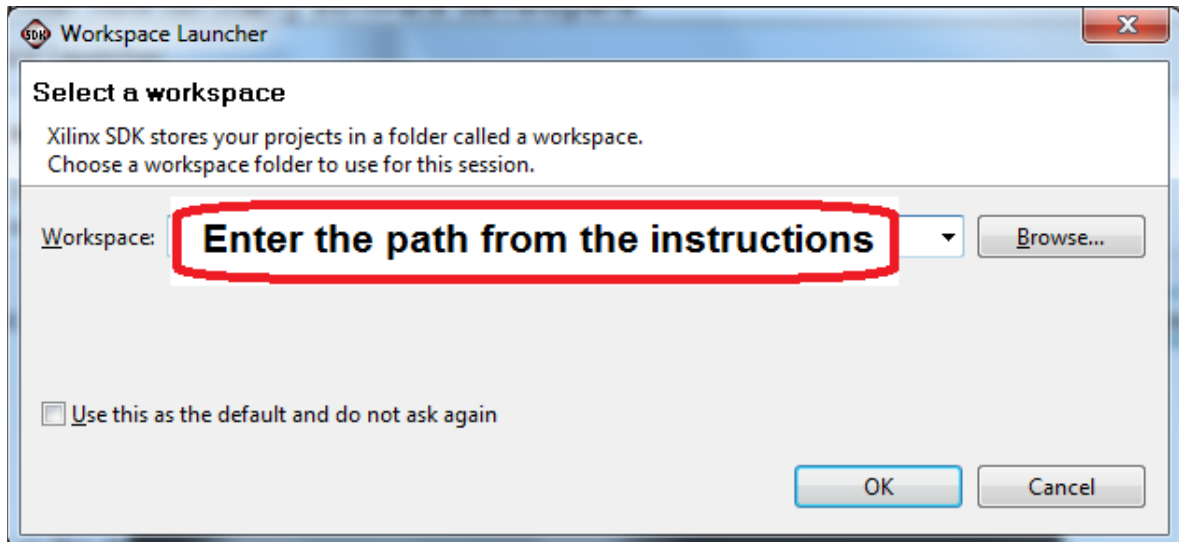 SDK Workspace Launcher
X
Select a workspace
Xilinx SDK stores your projects in a folder called a workspace.
Choose a workspace folder to use for this session.
Workspace: Enter the path from the instructions Browse...
Use this as the default and do not ask again
OK Cancel